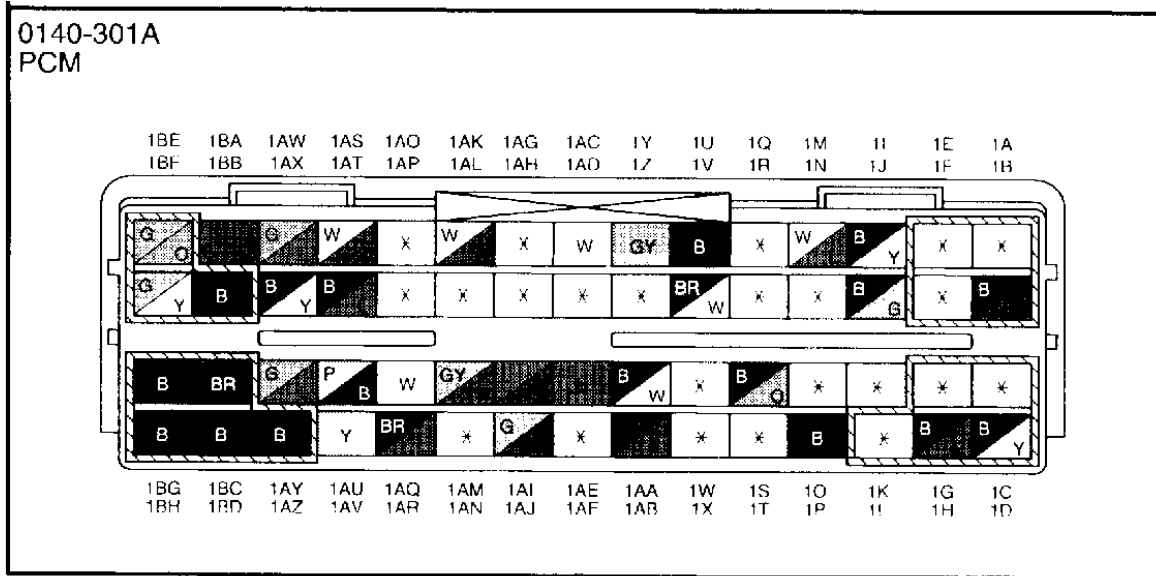 0140-301A
PCM
1BE 1BA 1AW 1AS 1AO 1AK 1AG 1AC 1Y 1U 1Q 1M 1I 1E 1A
1BF 1BB 1AX 1AT 1AP 1AL 1AH 1AD 1Z 1V 1R 1N 1J 1F 1B
G O G W * W * W GY B * W B Y * *
G Y B B Y B * * * * * BR W * * B G * B
B BR G P B W GY B W * B O * * * *
B B B Y BR * G * * * B * B B Y
1BG 1BC 1AY 1AU 1AQ 1AM 1AI 1AE 1AA 1W 1S 1O 1K 1G 1C
1BH 1BD 1AZ 1AV 1AR 1AN 1AJ 1AF 1AB 1X 1T 1P 1L 1H 1D